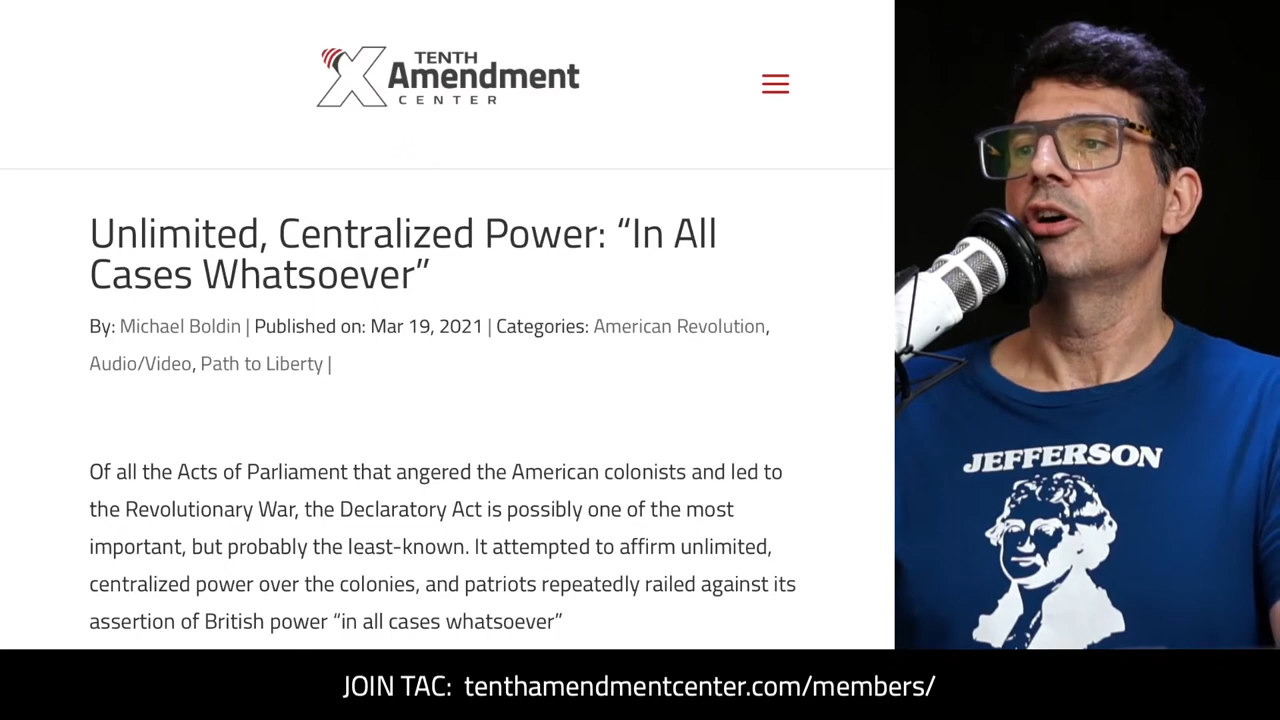 TENTH
Amendment
CENTER
Unlimited, Centralized Power: “In All
Cases Whatsoever”
By: Michael Boldin | Published on: Mar 19, 2021 | Categories: American Revolution,
Audio/Video, Path to Liberty |
Of all the Acts of Parliament that angered the American colonists and led to
the Revolutionary War, the Declaratory Act is possibly one of the most
important, but probably the least-known. It attempted to affirm unlimited,
centralized power over the colonies, and patriots repeatedly railed against its
assertion of British power “in all cases whatsoever”
JEFFERSON
JOIN TAC: tenthamendmentcenter.com/members/